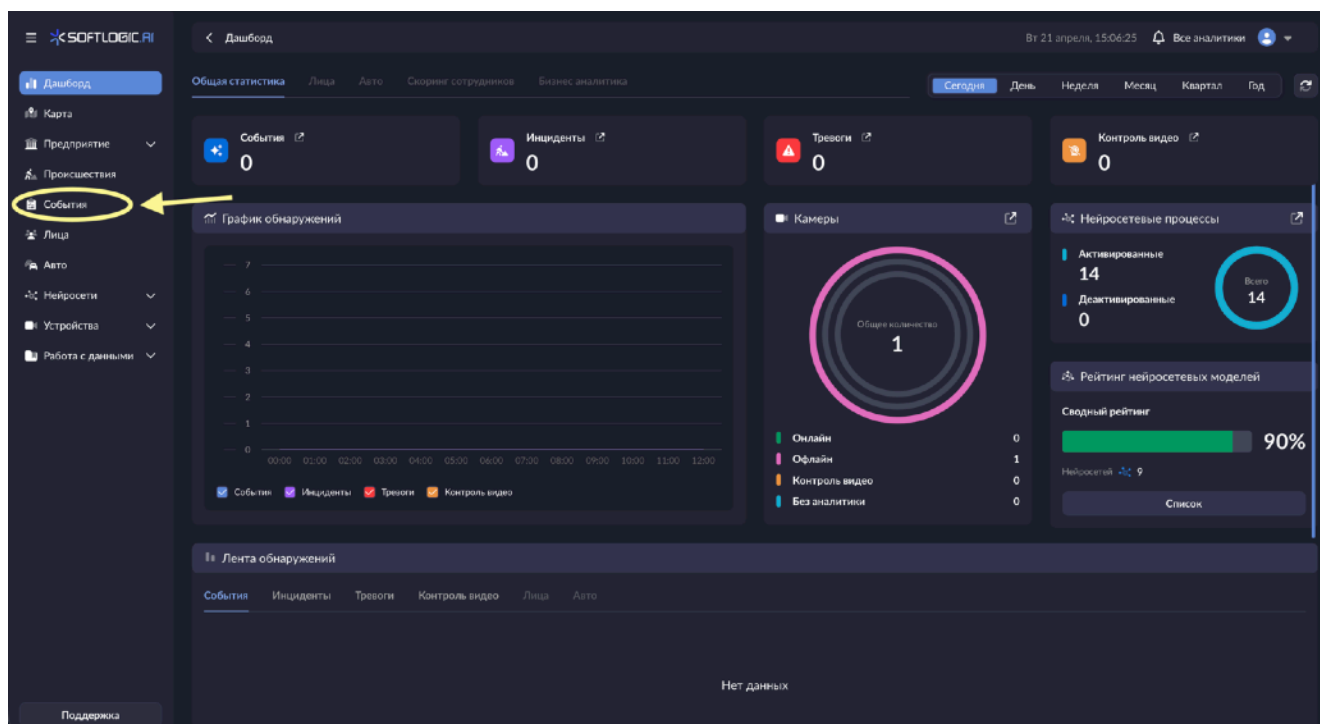 SOFTLOGIC.AI
Дашборд
Вт 21 апреля, 15:06:25
Все аналитики
Дашборд
Карта
Предприятие
Происшествия
События
Лица
Авто
Нейросети
Устройства
Работа с данными
Поддержка
Общая статистика Лица Авто Скоринг сотрудников Бизнес аналитика
Сегодня День Неделя Месяц Квартал Год
События
0
Инциденты
0
Тревоги
0
Контроль видео
0
График обнаружений
7
6
5
4
3
2
1
0
00:00 01:00 02:00 03:00 04:00 05:00 06:00 07:00 08:00 09:00 10:00 11:00 12:00
События Инциденты Тревоги Контроль видео
Камеры
Общее количество
1
Онлайн 0
Офлайн 1
Контроль видео 0
Без аналитики 0
Нейросетевые процессы
Активированные
14
Деактивированные
0
Всего
14
Рейтинг нейросетевых моделей
Сводный рейтинг
90%
Нейросетей 9
Список
Лента обнаружений
События Инциденты Тревоги Контроль видео Лица Авто
Нет данных